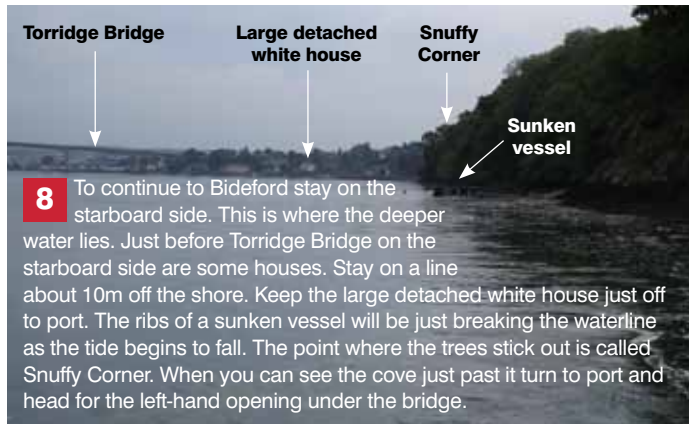 Torridge Bridge
Large detached
white house
Snuffy
Corner
Sunken
vessel
8 To continue to Bideford stay on the
starboard side. This is where the deeper
water lies. Just before Torridge Bridge on the
starboard side are some houses. Stay on a line
about 10m off the shore. Keep the large detached white house just off
to port. The ribs of a sunken vessel will be just breaking the waterline
as the tide begins to fall. The point where the trees stick out is called
Snuffy Corner. When you can see the cove just past it turn to port and
head for the left-hand opening under the bridge.